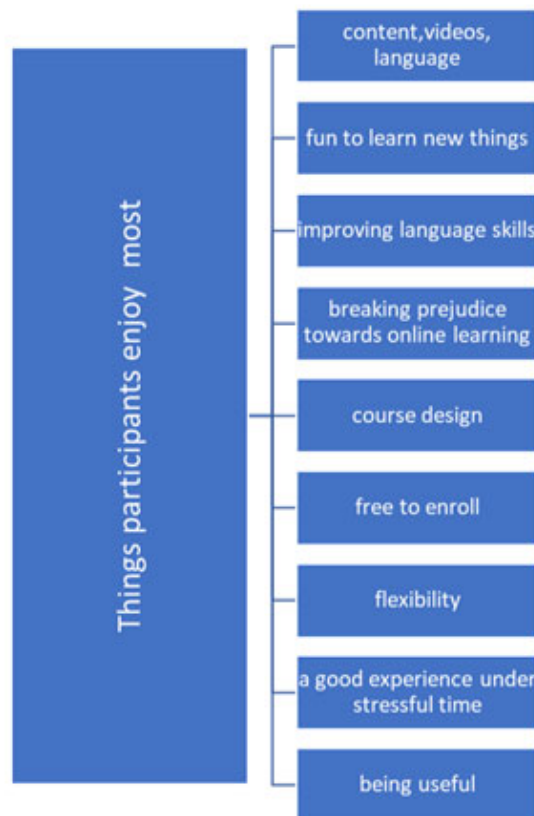 Things participants enjoy most
content,videos,
language
fun to learn new things
improving language skills
breaking prejudice
towards online learning
course design
free to enroll
flexibility
a good experience under
stressful time
being useful